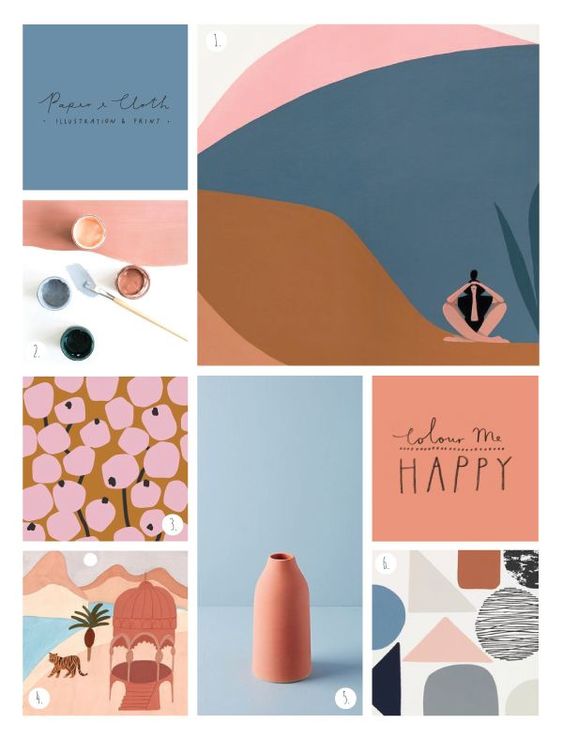 Paper & Cloth
• ILLUSTRATION & PRINT •
1.
2.
3.
Colour Me
HAPPY
4.
5.
6.